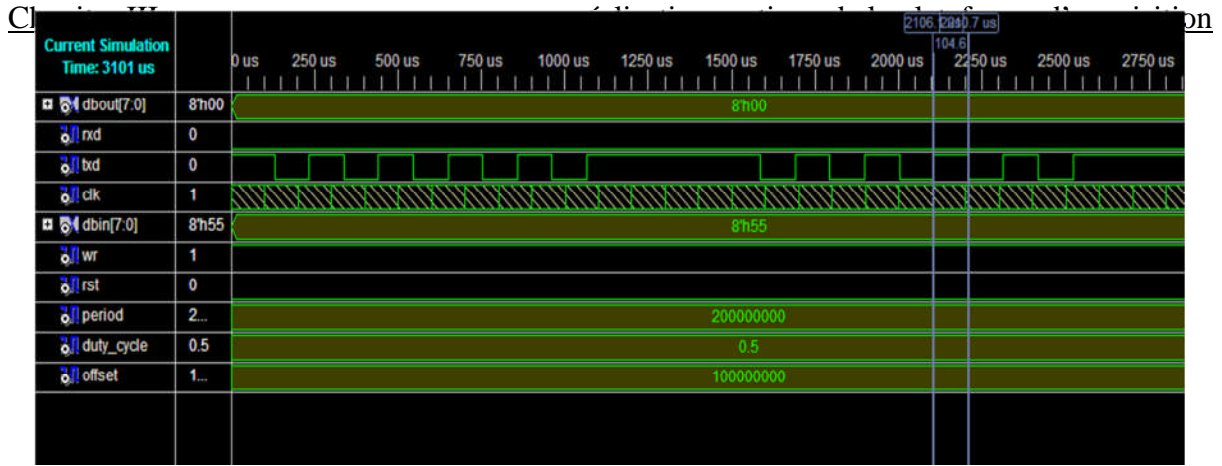 Current Simulation
Time: 3101 us
2210.7 us
104.6
0 us 250 us 500 us 750 us 1000 us 1250 us 1500 us 1750 us 2000 us 2250 us 2500 us 2750 us
dbout[7:0] 8'h00 8'h00
rxd 0
txd 0
clk 1
dbin[7:0] 8'h55 8'h55
wr 1
rst 0
period 2... 200000000
duty_cycle 0.5 0.5
offset 1... 100000000